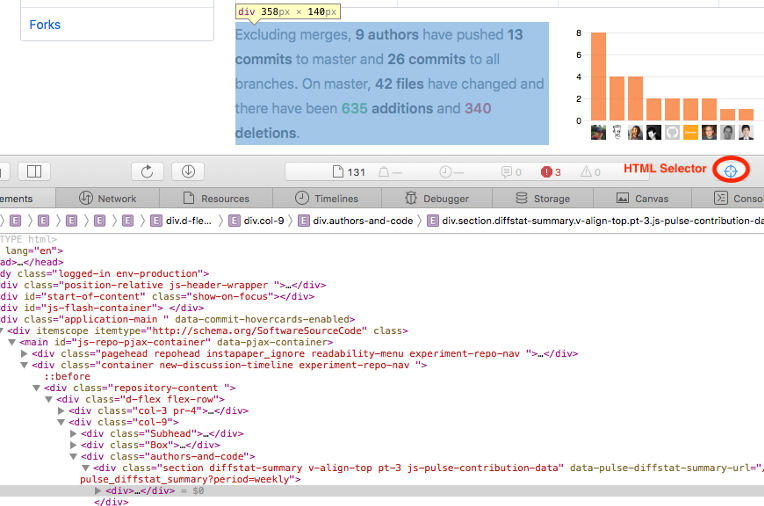 div 358px × 140px
Forks
Excluding merges, 9 authors have pushed 13
commits to master and 26 commits to all
branches. On master, 42 files have changed and
there have been 635 additions and 340
deletions.
8
6
4
2
0
131 — — 0 3 0 HTML Selector
ements Network Resources Timelines Debugger Storage Canvas Conso
E E E E E E div.d-fle... E div.col-9 E div.authors-and-code E div.section.diffstat-summary.v-align-top.pt-3.js-pulse-contribution-da
TYPE html>
lang="en">
ead>…</head>
dy class="logged-in env-production">
<div class="position-relative js-header-wrapper ">…</div>
<div id="start-of-content" class="show-on-focus"></div>
<div id="js-flash-container"> </div>
<div class="application-main " data-commit-hovercards-enabled>
<div itemscope itemtype="http://schema.org/SoftwareSourceCode" class>
<main id="js-repo-pjax-container" data-pjax-container>
<div class="pagehead repohead instapaper_ignore readability-menu experiment-repo-nav ">…</div>
<div class="container new-discussion-timeline experiment-repo-nav ">
::before
<div class="repository-content ">
<div class="d-flex flex-row">
<div class="col-3 pr-4">…</div>
<div class="col-9">
<div class="Subhead">…</div>
<div class="Box">…</div>
<div class="authors-and-code">
<div class="section diffstat-summary v-align-top pt-3 js-pulse-contribution-data" data-pulse-diffstat-summary-url="/
pulse_diffstat_summary?period=weekly">
<div>…</div> = $0
</div>